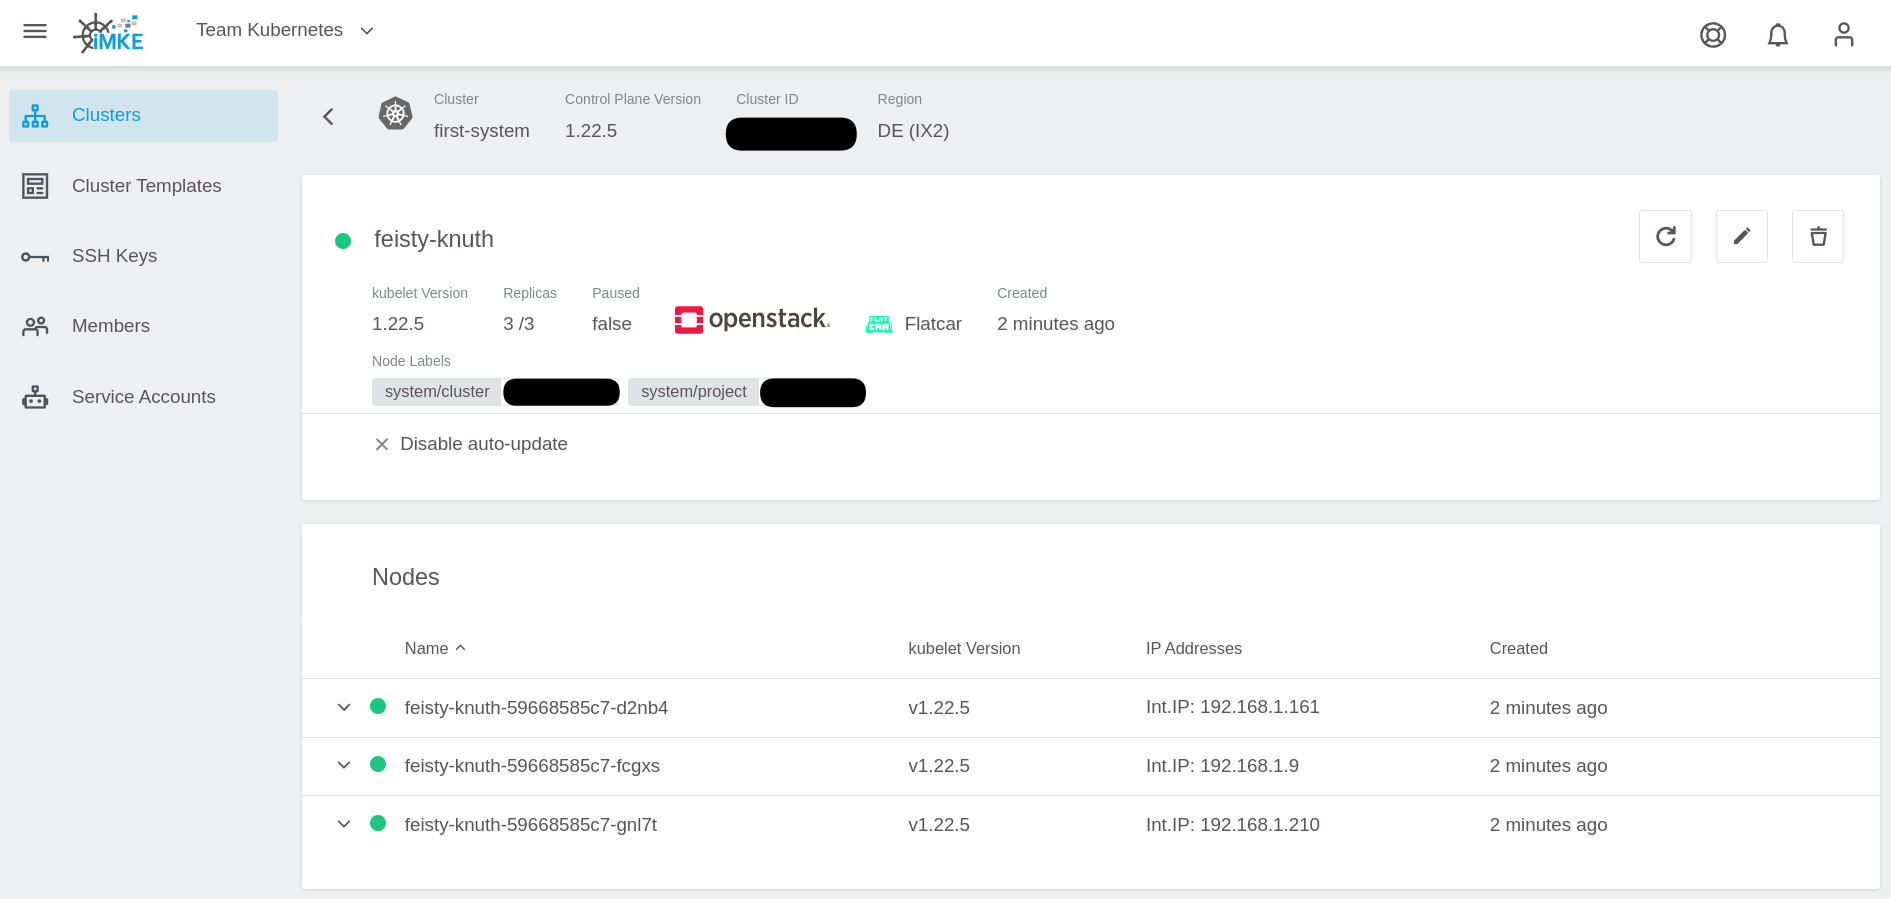 iMKE
Team Kubernetes
Clusters
Cluster Templates
SSH Keys
Members
Service Accounts
Cluster Control Plane Version Cluster ID Region
first-system 1.22.5 DE (IX2)
feisty-knuth
kubelet Version Replicas Paused Created
1.22.5 3 /3 false openstack. FLAT CAR Flatcar 2 minutes ago
Node Labels
system/cluster system/project
Disable auto-update
Nodes
Name kubelet Version IP Addresses Created
feisty-knuth-59668585c7-d2nb4 v1.22.5 Int.IP: 192.168.1.161 2 minutes ago
feisty-knuth-59668585c7-fcgxs v1.22.5 Int.IP: 192.168.1.9 2 minutes ago
feisty-knuth-59668585c7-gnl7t v1.22.5 Int.IP: 192.168.1.210 2 minutes ago